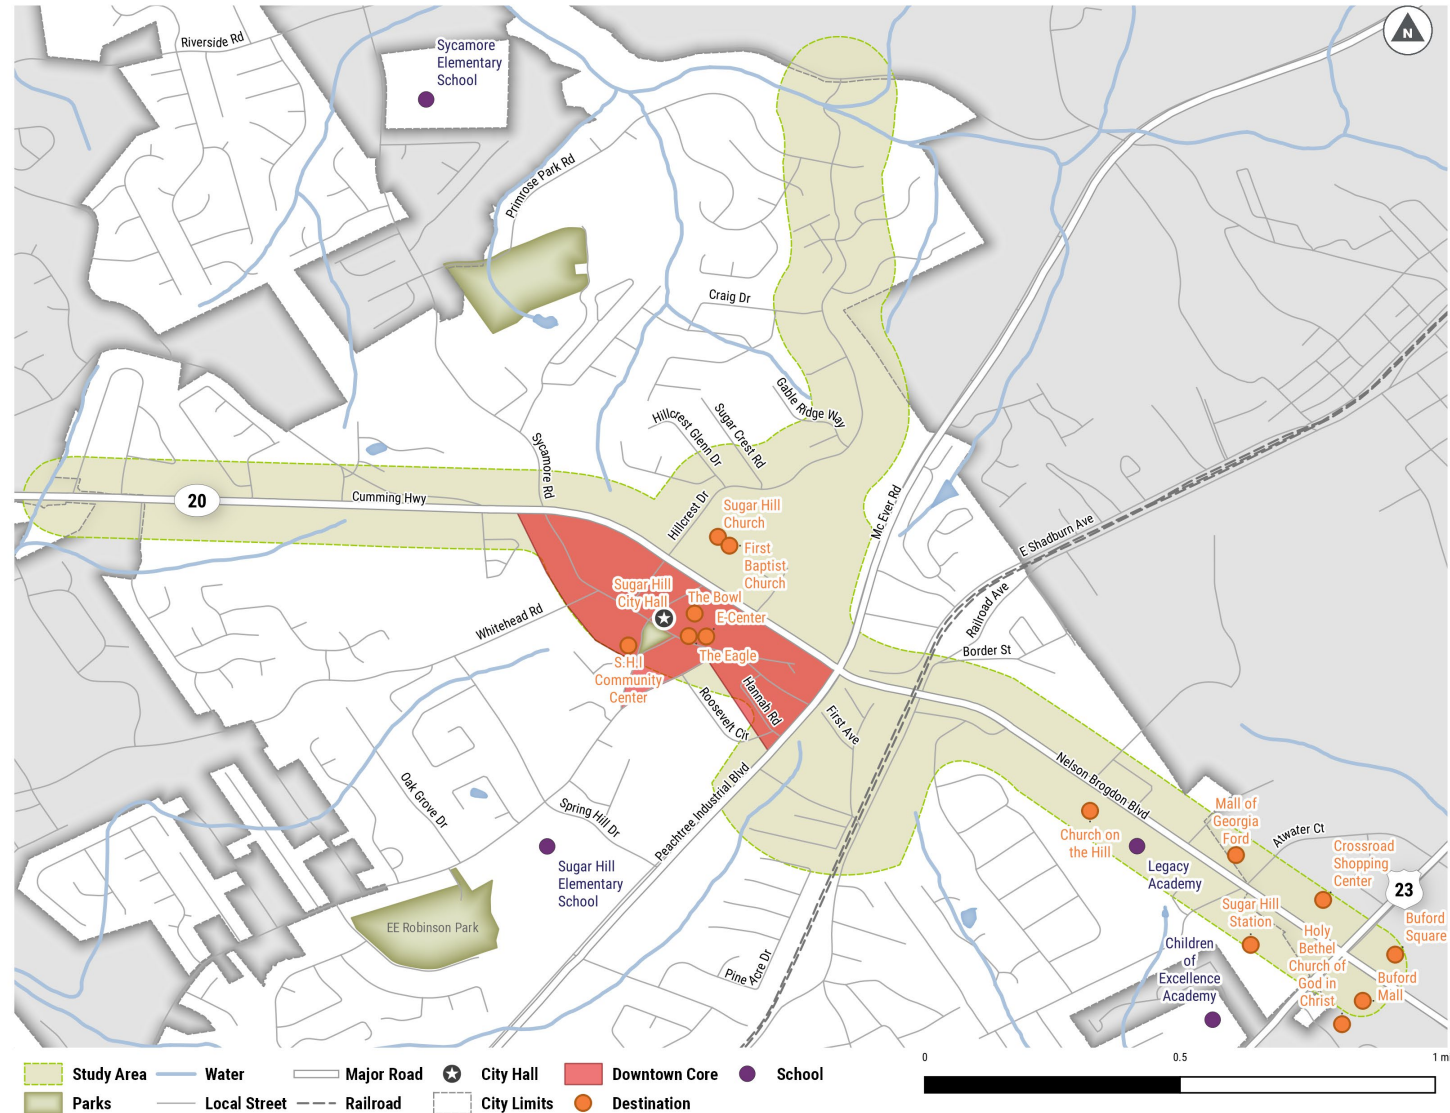 Riverside Rd
Sycamore
Elementary
School
N
Primrose Park Rd
Craig Dr
Gable Ridge Way
Hillcrest Glenn Dr
Sugar Crest Rd
Sycamore Rd
20
Cumming Hwy
Hillcrest Dr
Sugar Hill
Church
First
Baptist
Church
Mc Ever Rd
E Shadburn Ave
Railroad Ave
Border St
Sugar Hill
City Hall
The Bowl
E-Center
The Eagle
Whitehead Rd
S.H.I
Community
Center
Roosevelt Cir
Hannah Rd
First Ave
Nelson Brogdon Blvd
Peachtree Industrial Blvd
Oak Grove Dr
Spring Hill Dr
Sugar Hill
Elementary
School
EE Robinson Park
Pine Acre Dr
Church on
the Hill
Legacy
Academy
Mall of
Georgia
Ford
Atwater Ct
Crossroad
Shopping
Center
23
Sugar Hill
Station
Holy
Bethel
Church of
God in
Christ
Buford
Square
Buford
Mall
Children
of
Excellence
Academy
Study Area
Water
Major Road
City Hall
Downtown Core
School
Parks
Local Street
Railroad
City Limits
Destination
0
0.5
1 m